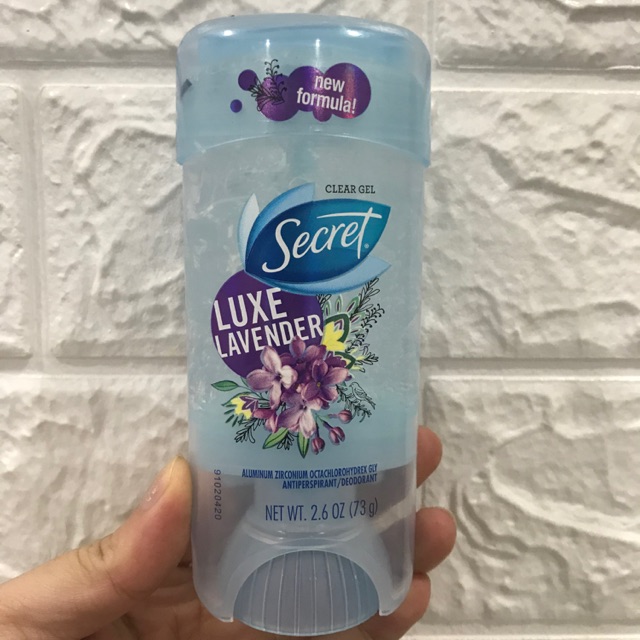 new
formula!
CLEAR GEL
Secret®
LUXE
LAVENDER
ALUMINUM ZIRCONIUM OCTACHLOROHYDREX GLY
ANTIPERSPIRANT/DEODORANT
NET WT. 2.6 OZ (73 g)
91020420